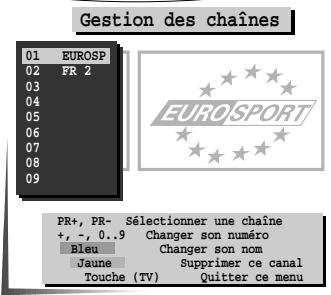 Gestion des chaînes
01 EUROSP
02 FR 2
03
04
05
06
07
08
09
EUROSPORT
PR+, PR- Sélectionner une chaîne
+, -, 0..9 Changer son numéro
Bleu Changer son nom
Jaune Supprimer ce canal
Touche (TV) Quitter ce menu